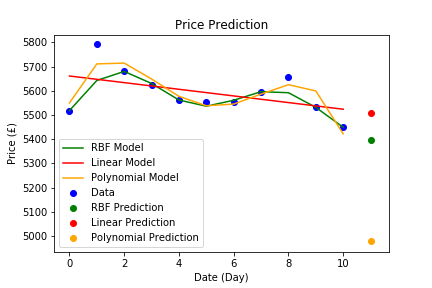 Price Prediction
5800
5700
5600
5500
5400
5300
5200
5100
5000
Price (£)
RBF Model
Linear Model
Polynomial Model
Data
RBF Prediction
Linear Prediction
Polynomial Prediction
0
2
4
6
8
10
Date (Day)